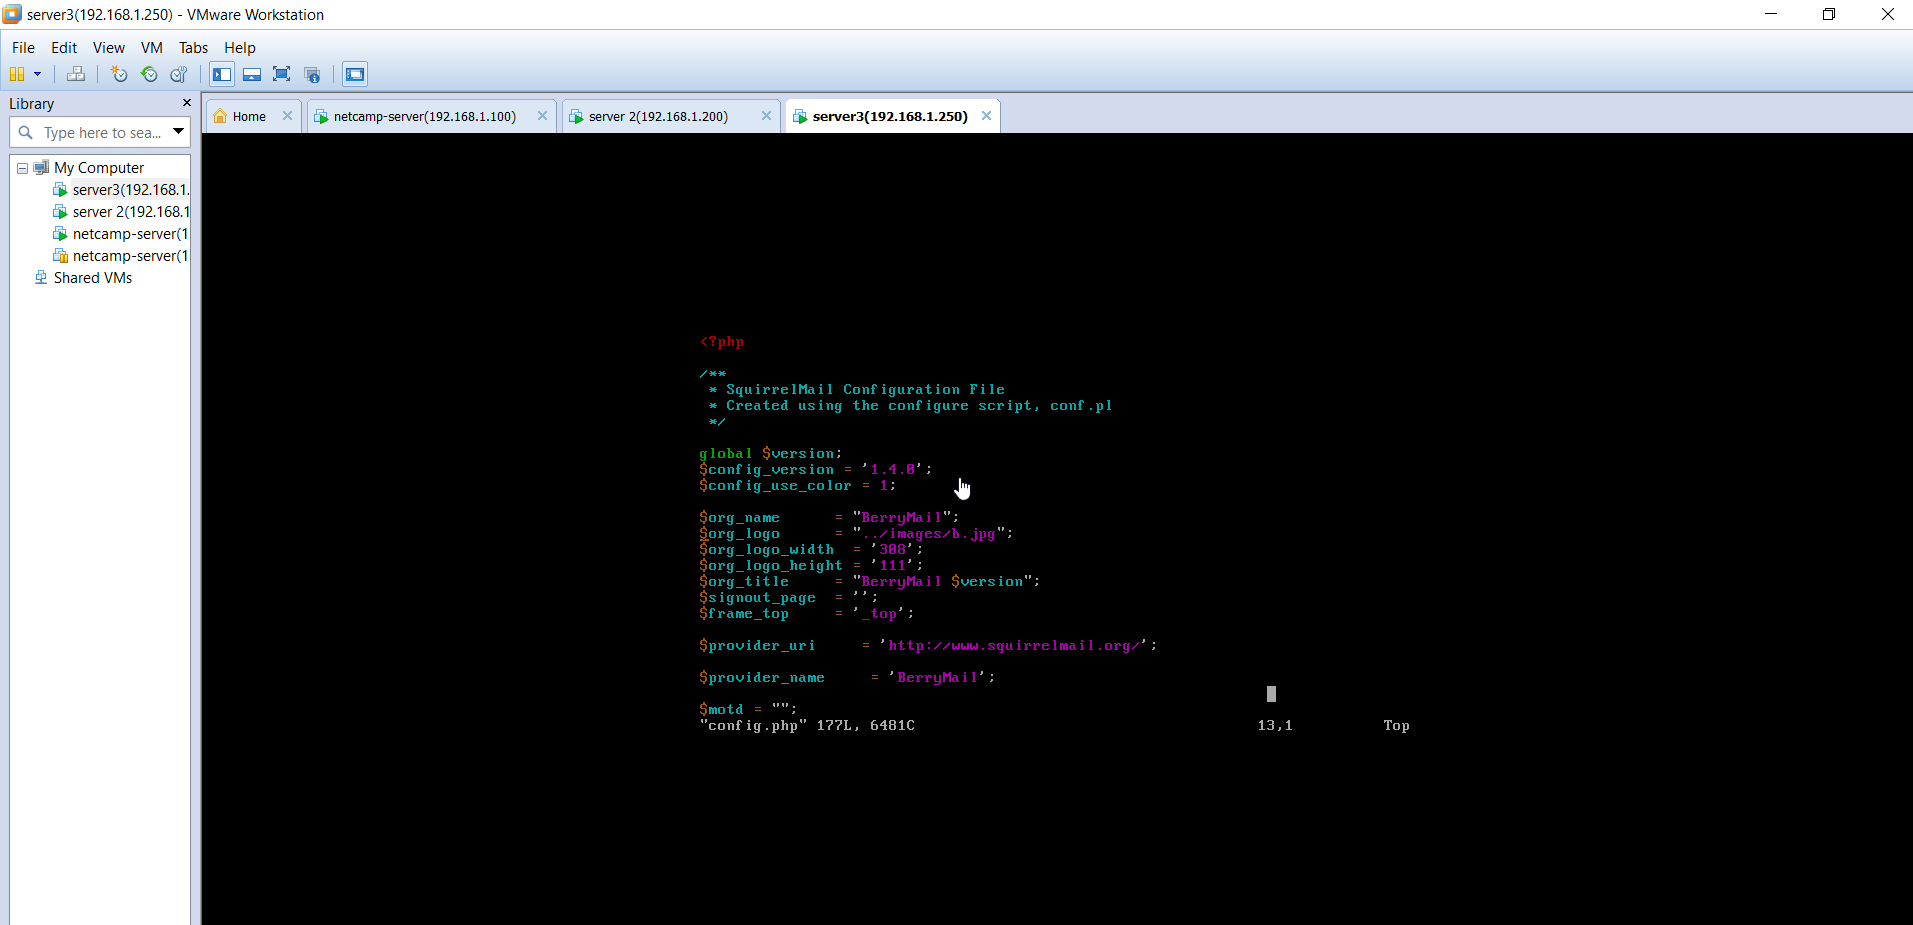 server3(192.168.1.250) - VMware Workstation
File Edit View VM Tabs Help
Library
Type here to sea...
My Computer
server3(192.168.1.
server 2(192.168.1
netcamp-server(1
netcamp-server(1
Shared VMs
Home netcamp-server(192.168.1.100) server 2(192.168.1.200) server3(192.168.1.250)
<?php
/**
* SquirrelMail Configuration File
* Created using the configure script, conf.pl
*/
global $version;
$config_version = '1.4.0';
$config_use_color = 1;
$org_name = "BerryMail";
$org_logo = "../images/b.jpg";
$org_logo_width = '308';
$org_logo_height = '111';
$org_title = "BerryMail $version";
$signout_page = '';
$frame_top = '_top';
$provider_uri = 'http://www.squirrelmail.org/';
$provider_name = 'BerryMail';
$motd = "";
"config.php" 177L, 6481C 13,1 Top